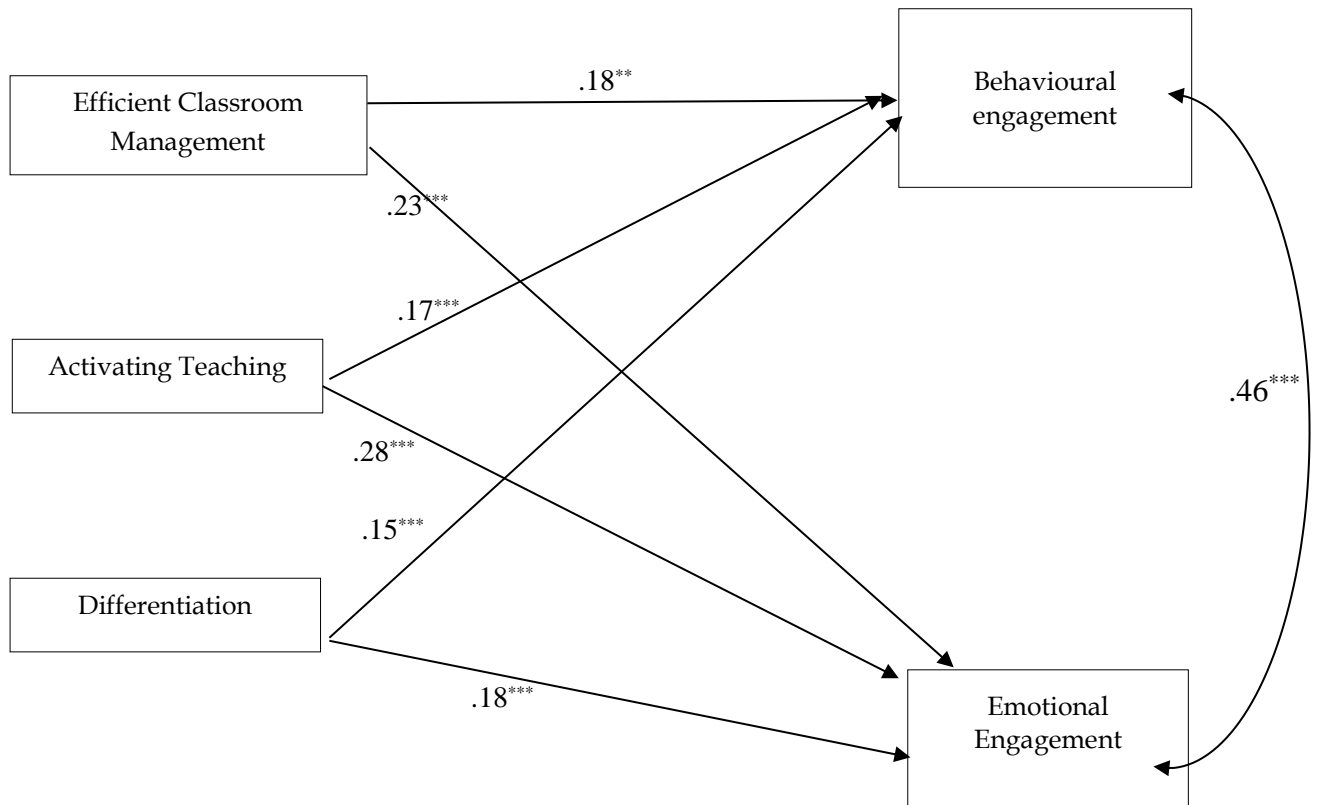 Efficient Classroom
Management
.18**
Behavioural
engagement
.23***
.17***
Activating Teaching
.46***
.28***
.15***
Differentiation
.18***
Emotional
Engagement